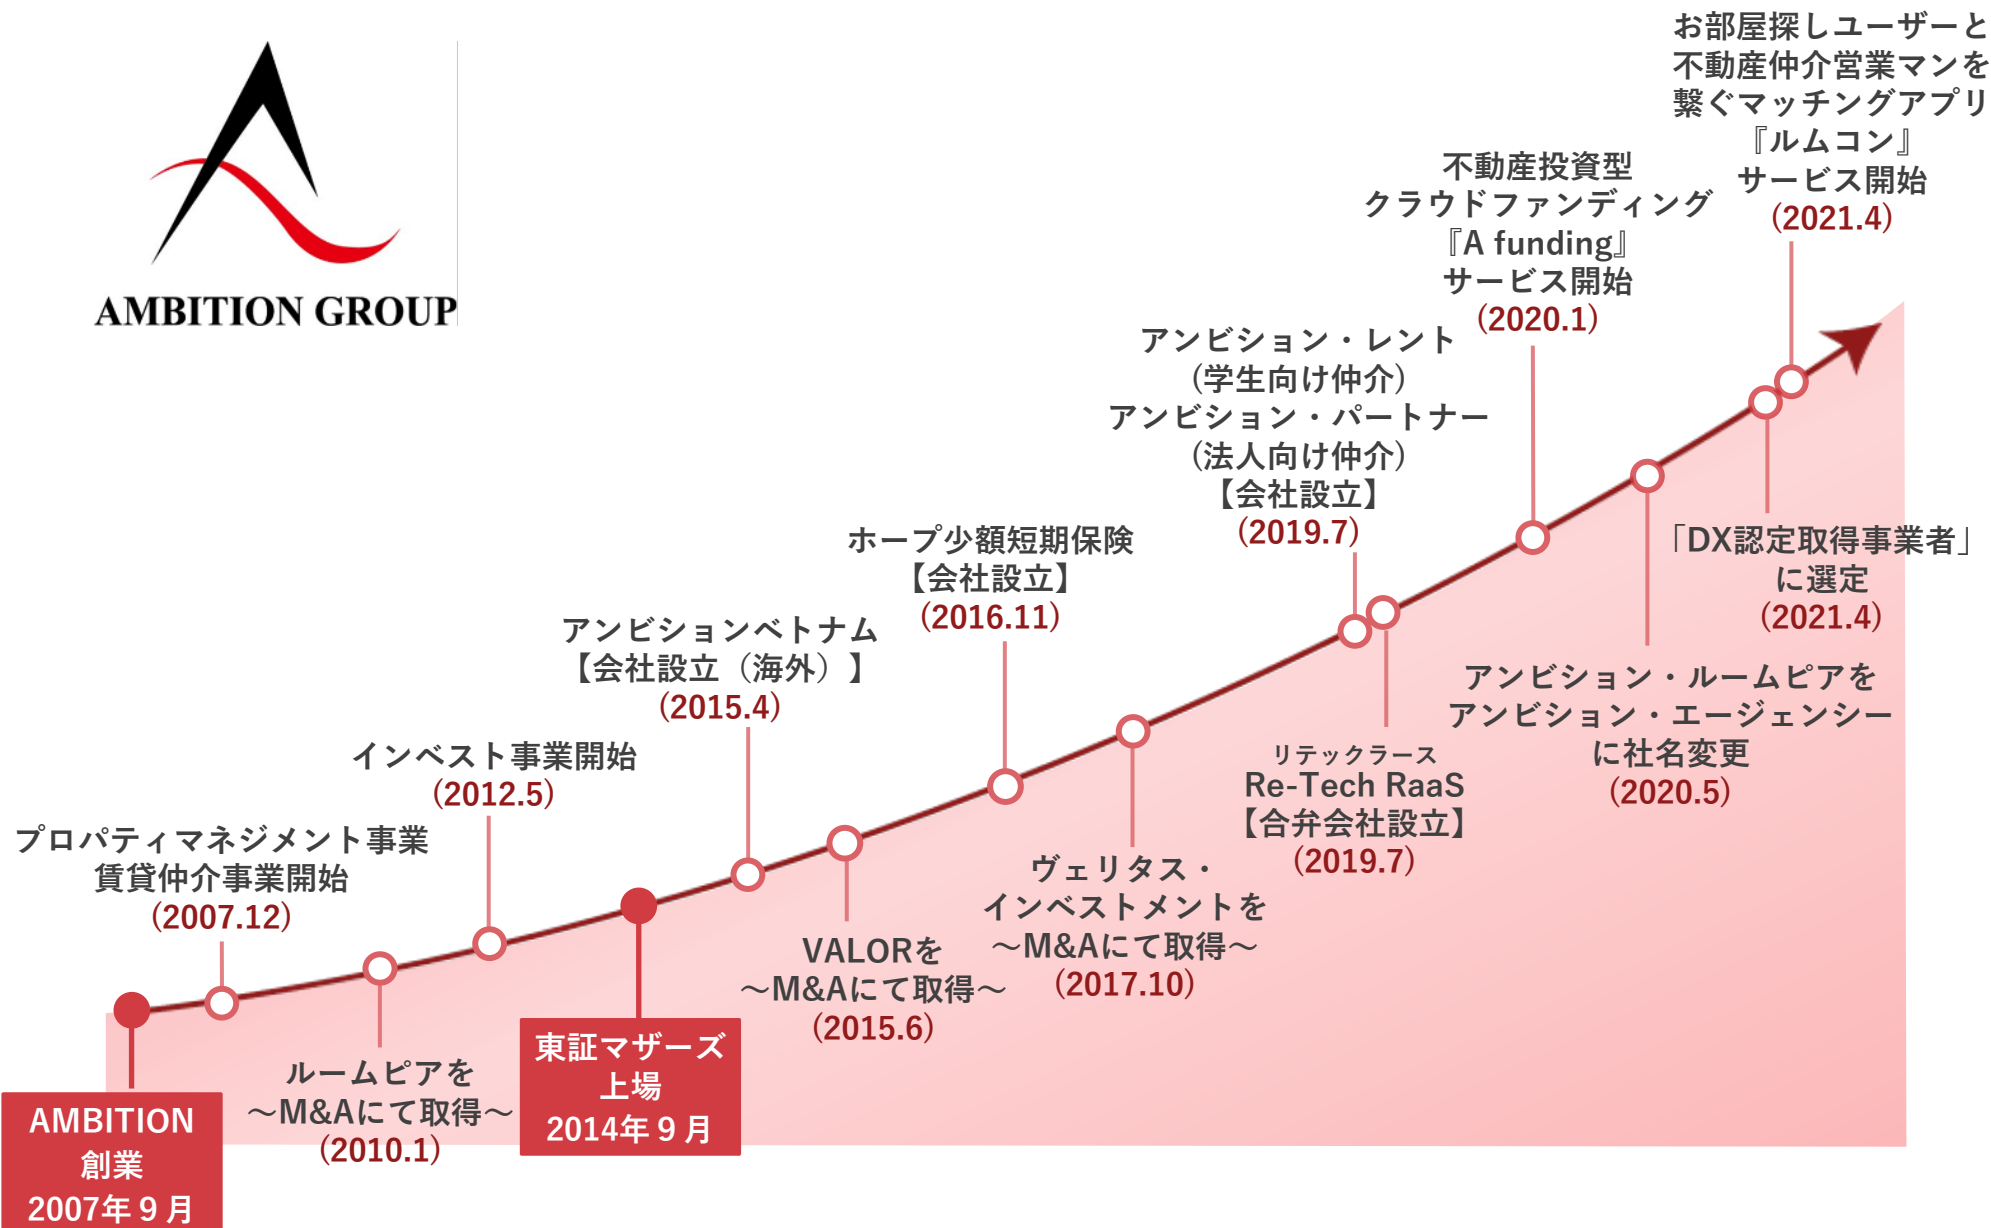 AMBITION GROUP
AMBITION
創業
2007年９月
プロパティマネジメント事業
賃貸仲介事業開始
(2007.12)
ルームピアを
～M&Aにて取得～
(2010.1)
インベスト事業開始
(2012.5)
東証マザーズ
上場
2014年９月
アンビションベトナム
【会社設立（海外）】
(2015.4)
VALORを
～M&Aにて取得～
(2015.6)
ホープ少額短期保険
【会社設立】
(2016.11)
ヴェリタス・
インベストメントを
～M&Aにて取得～
(2017.10)
アンビション・レント
(学生向け仲介)
アンビション・パートナー
(法人向け仲介)
【会社設立】
(2019.7)
リテックラース
Re-Tech RaaS
【合弁会社設立】
(2019.7)
不動産投資型
クラウドファンディング
『A funding』
サービス開始
(2020.1)
アンビション・ルームピアを
アンビション・エージェンシー
に社名変更
(2020.5)
「DX認定取得事業者」
に選定
(2021.4)
お部屋探しユーザーと
不動産仲介営業マンを
繋ぐマッチングアプリ
『ルムコン』
サービス開始
(2021.4)